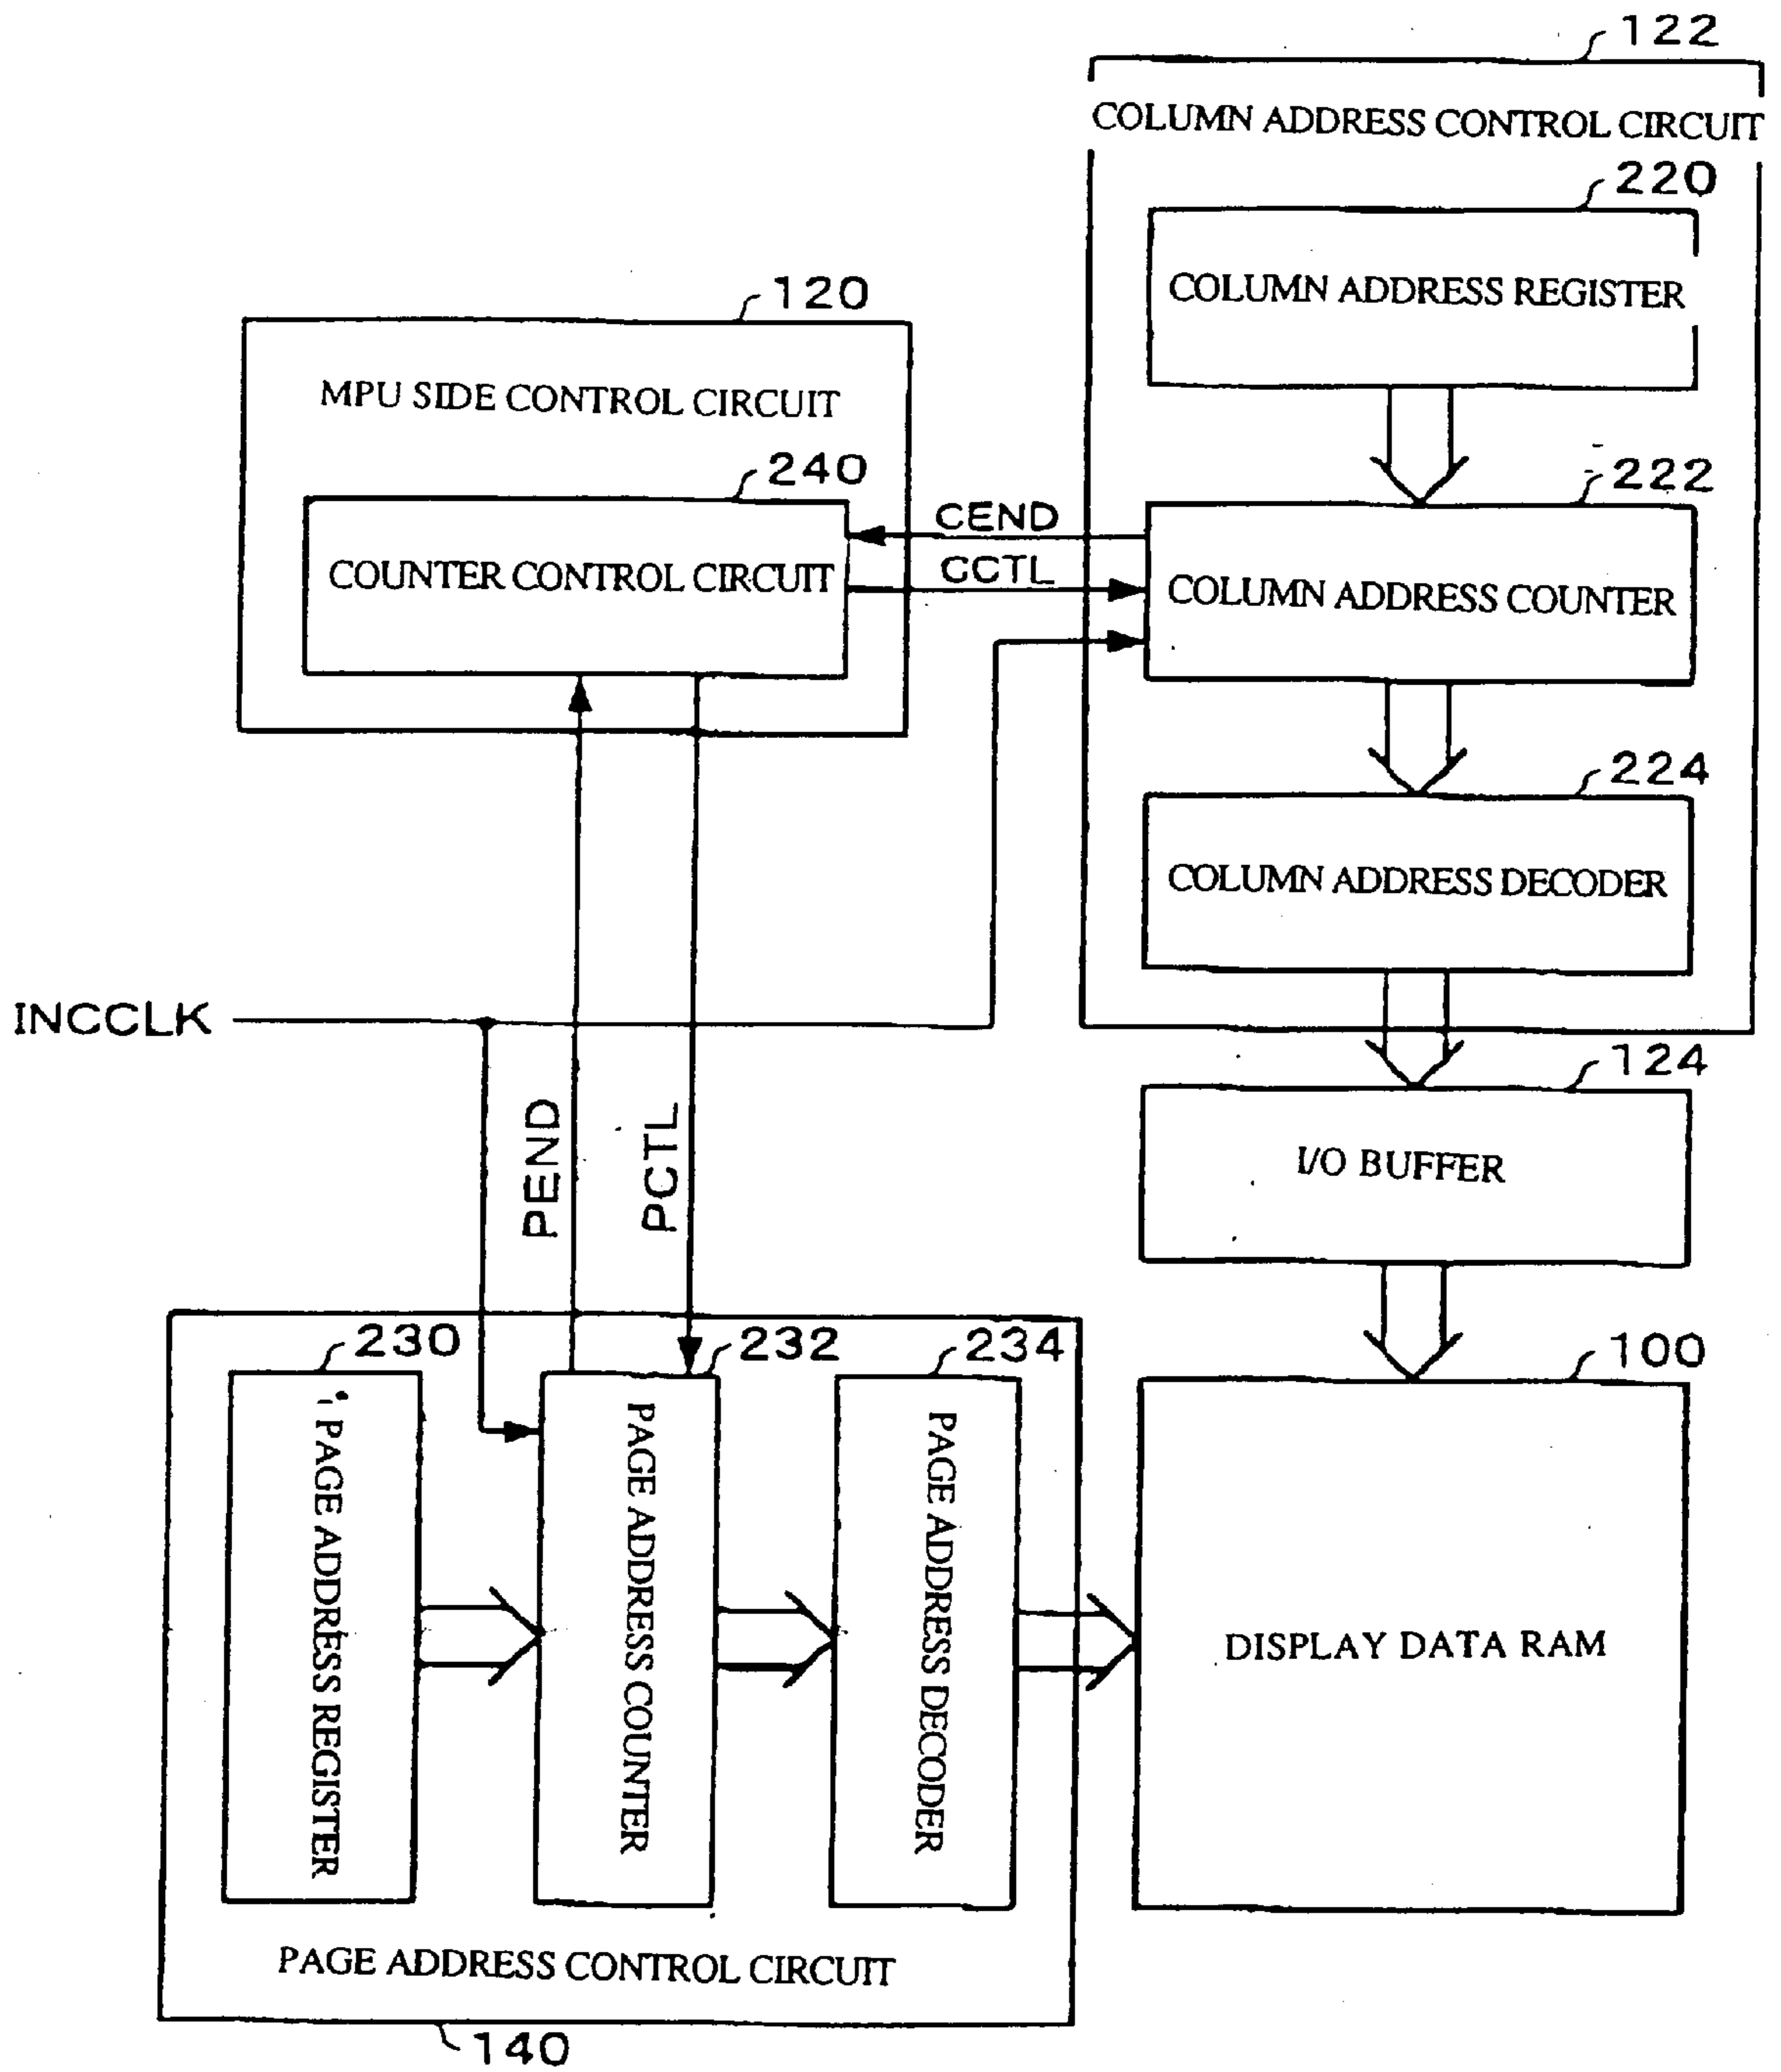 122
COLUMN ADDRESS CONTROL CIRCUIT
220
COLUMN ADDRESS REGISTER
120
MPU SIDE CONTROL CIRCUIT
240
222
CEND
COUNTER CONTROL CIRCUIT
CCTL
COLUMN ADDRESS COUNTER
224
COLUMN ADDRESS DECODER
INCCLK
124
PEND
PCTL
I/O BUFFER
230
232
234
100
PAGE ADDRESS REGISTER
PAGE ADDRESS COUNTER
PAGE ADDRESS DECODER
DISPLAY DATA RAM
PAGE ADDRESS CONTROL CIRCUIT
140